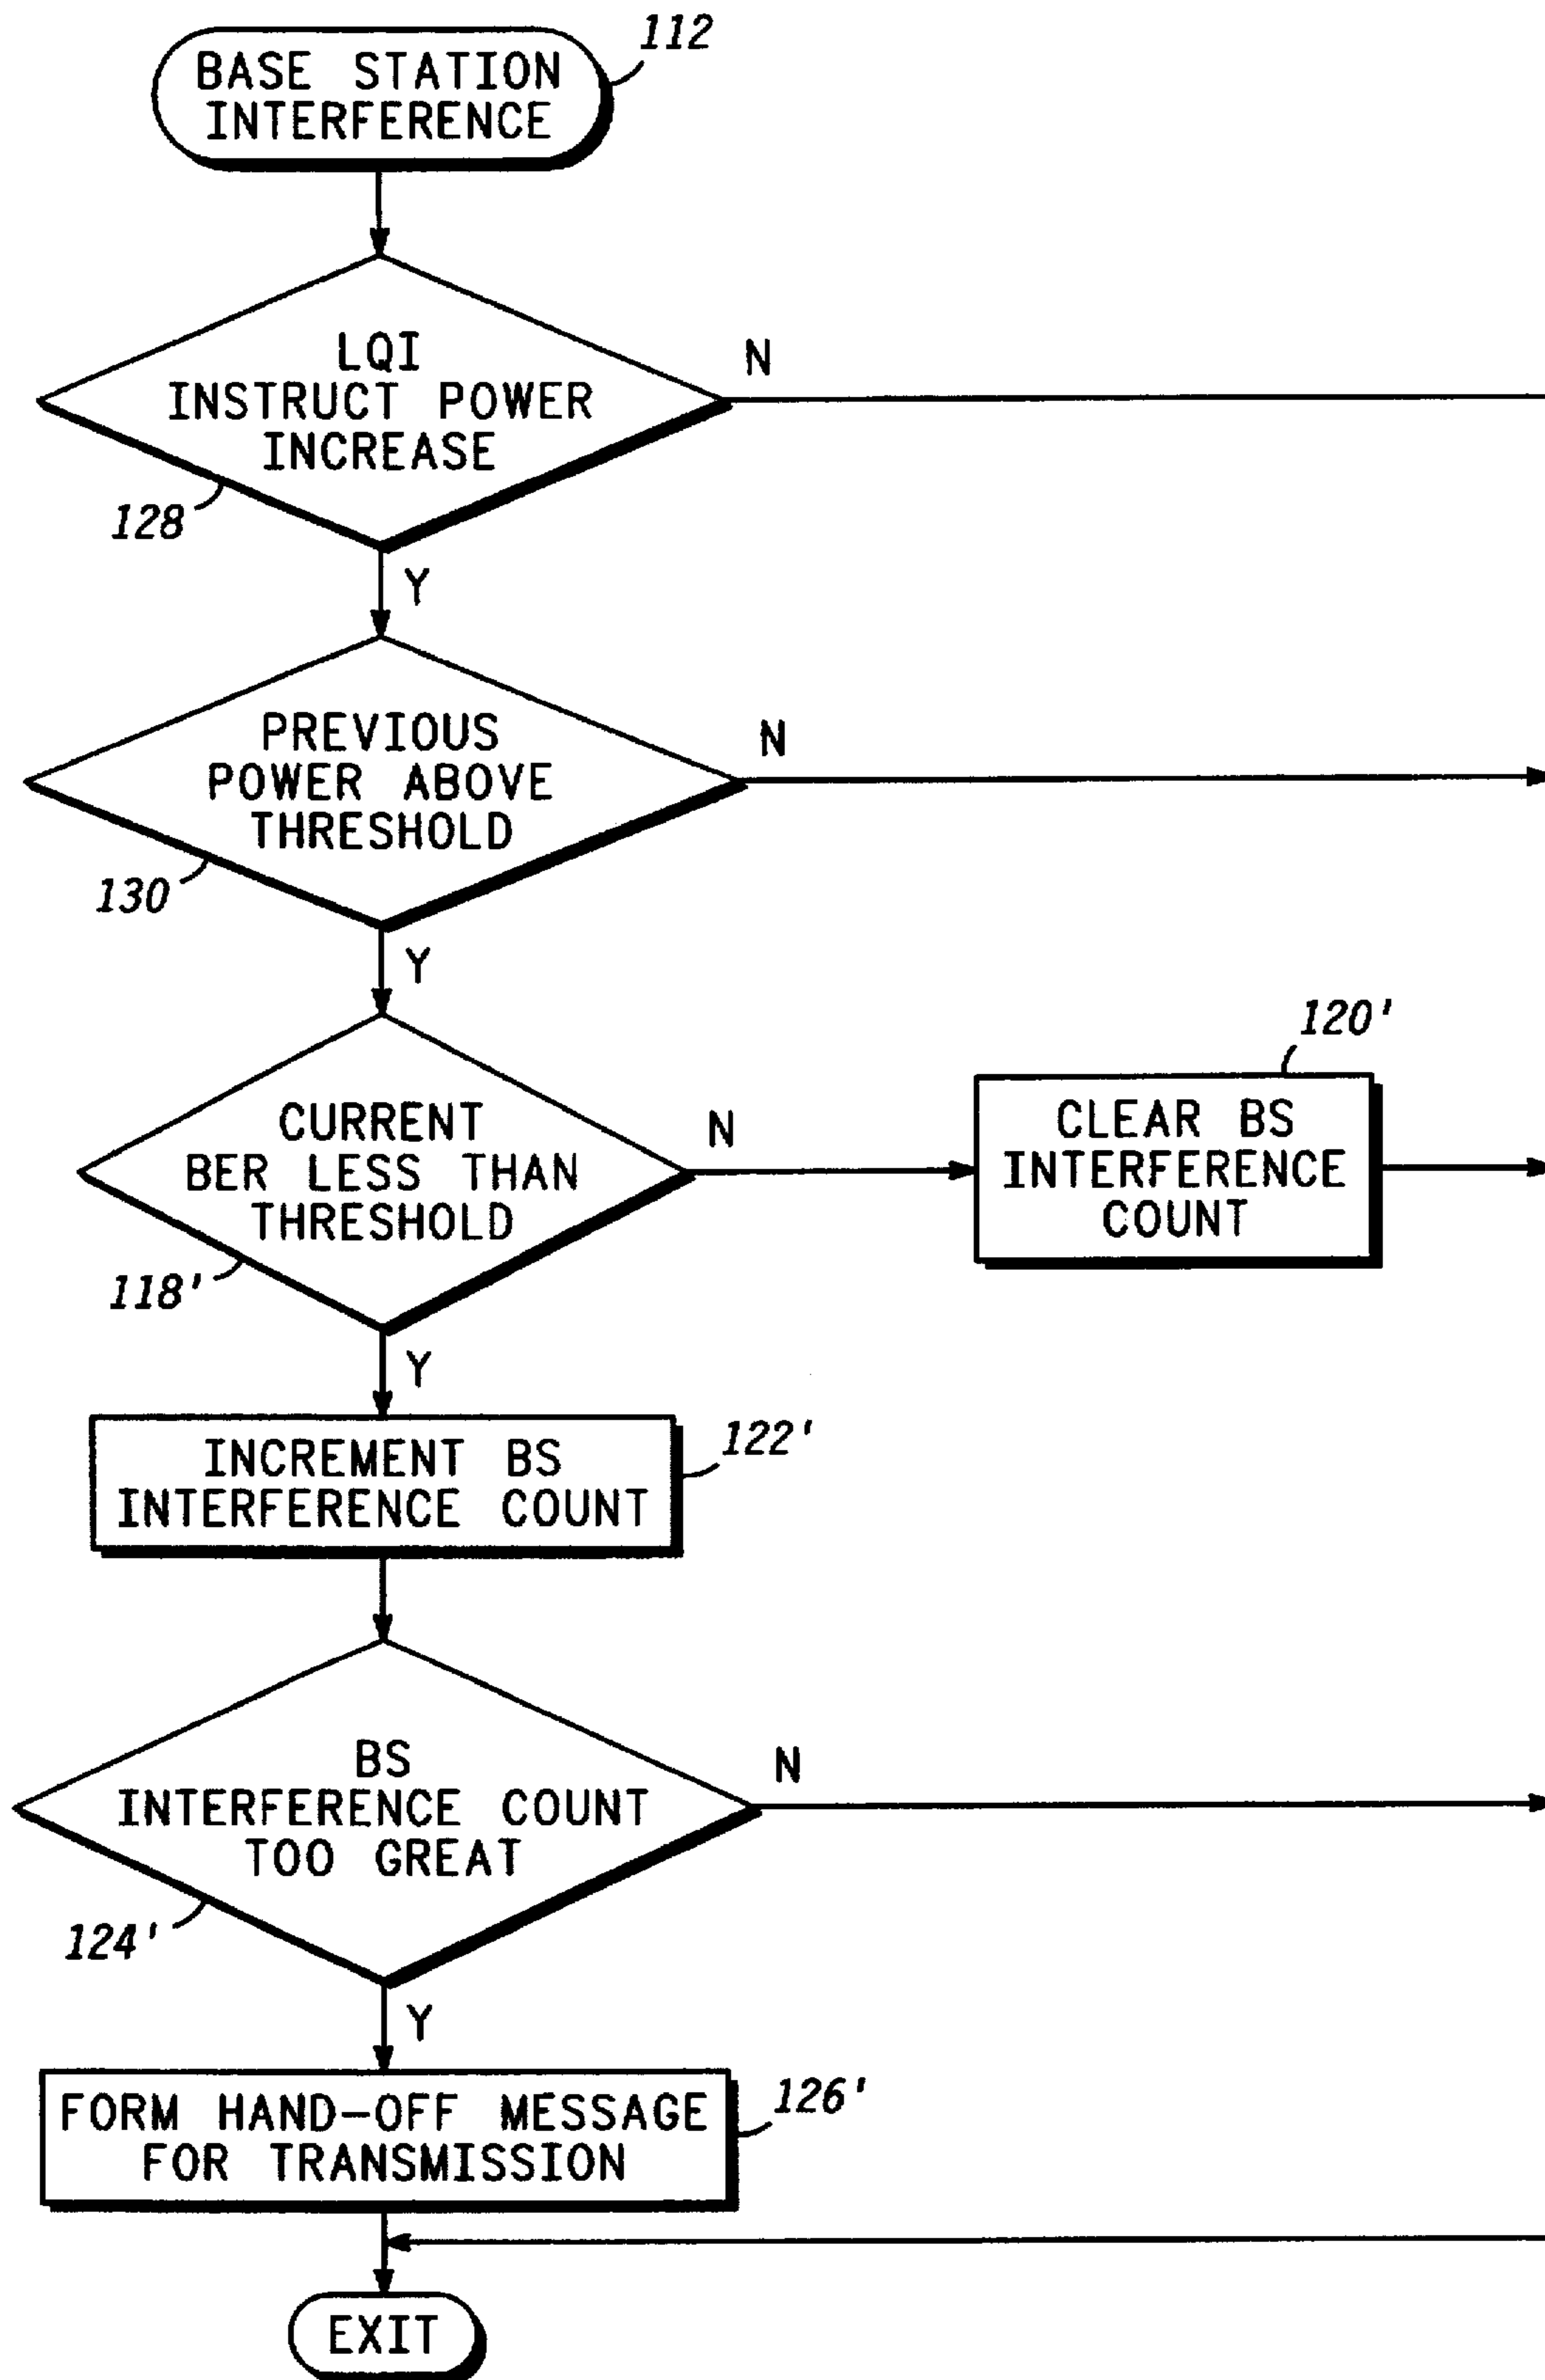 112
BASE STATION
INTERFERENCE
LQI
INSTRUCT POWER
INCREASE
N
128
Y
PREVIOUS
POWER ABOVE
THRESHOLD
N
130
Y
CURRENT
BER LESS THAN
THRESHOLD
N
118'
120'
CLEAR BS
INTERFERENCE
COUNT
Y
INCREMENT BS
INTERFERENCE COUNT
122'
BS
INTERFERENCE COUNT
TOO GREAT
N
124'
Y
FORM HAND-OFF MESSAGE
FOR TRANSMISSION
126'
EXIT